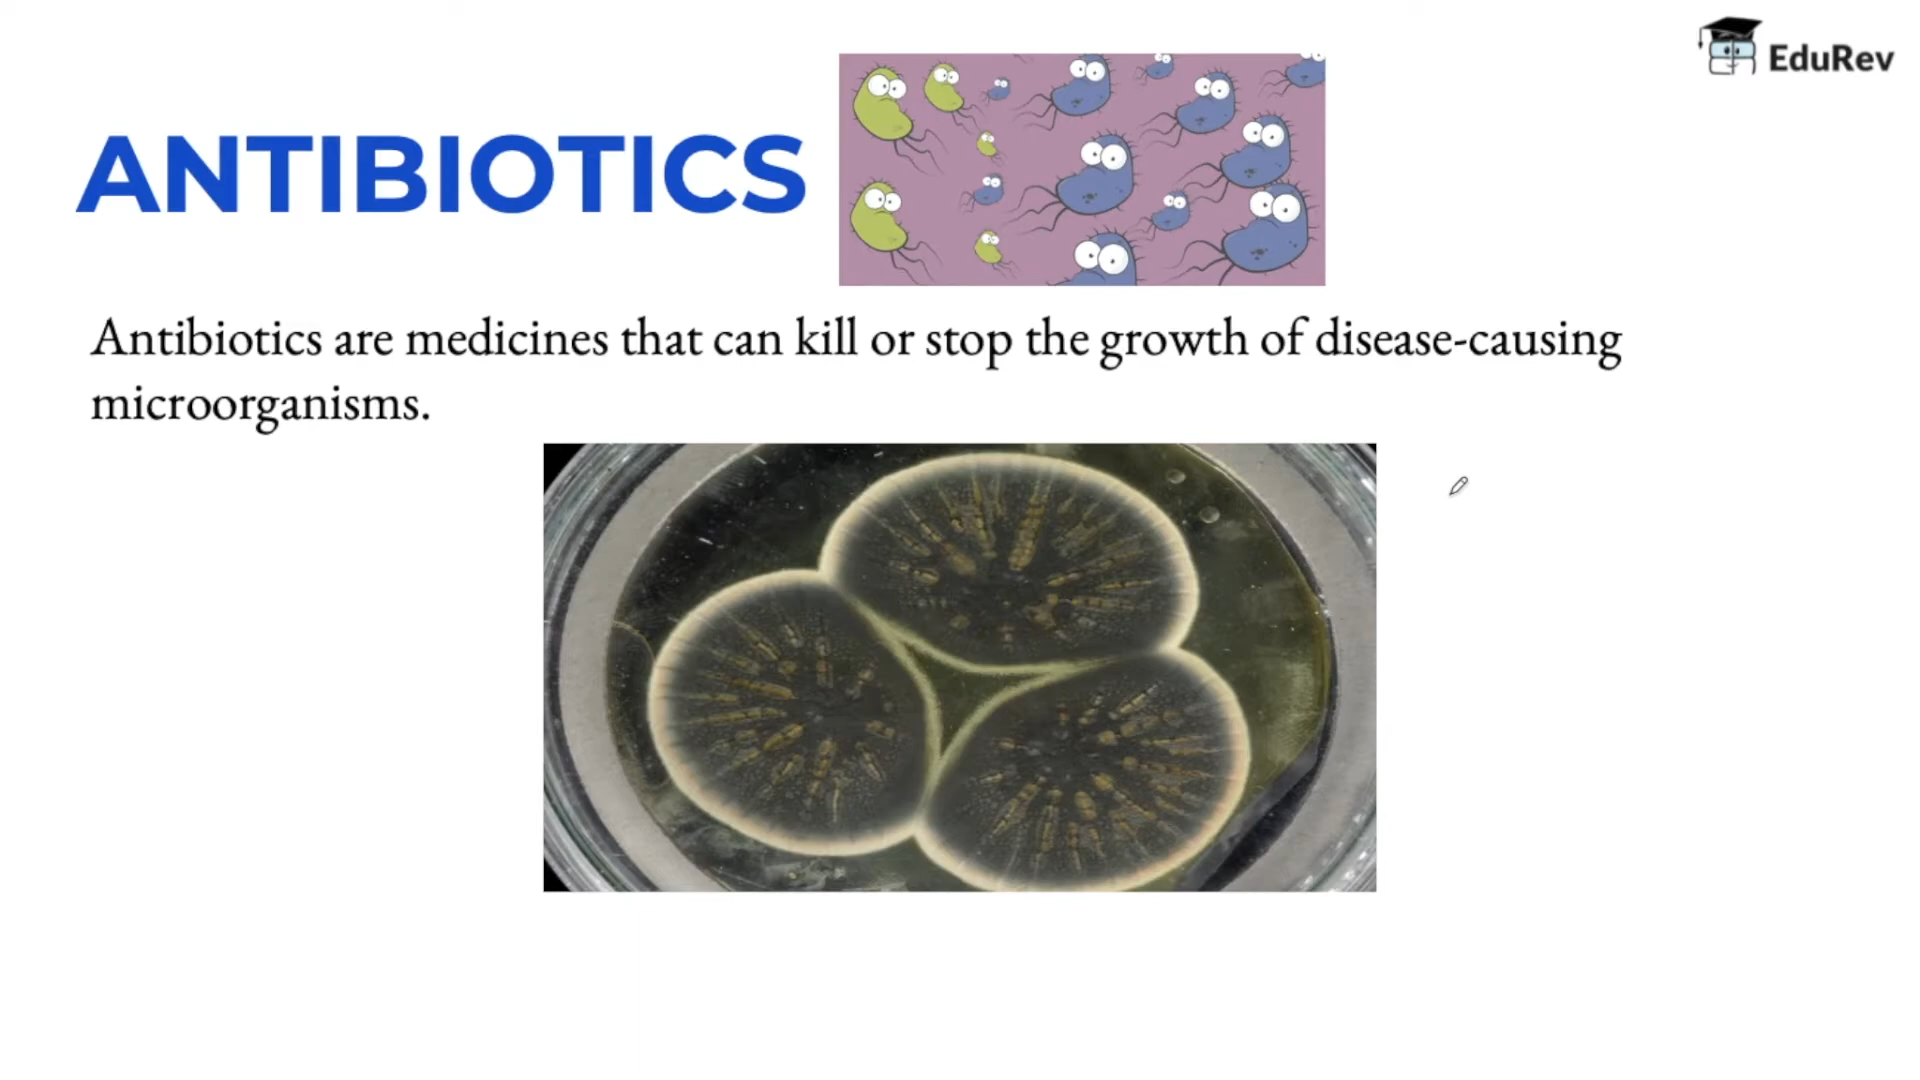 EduRev
ANTIBIOTICS
Antibiotics are medicines that can kill or stop the growth of disease-causing
microorganisms.